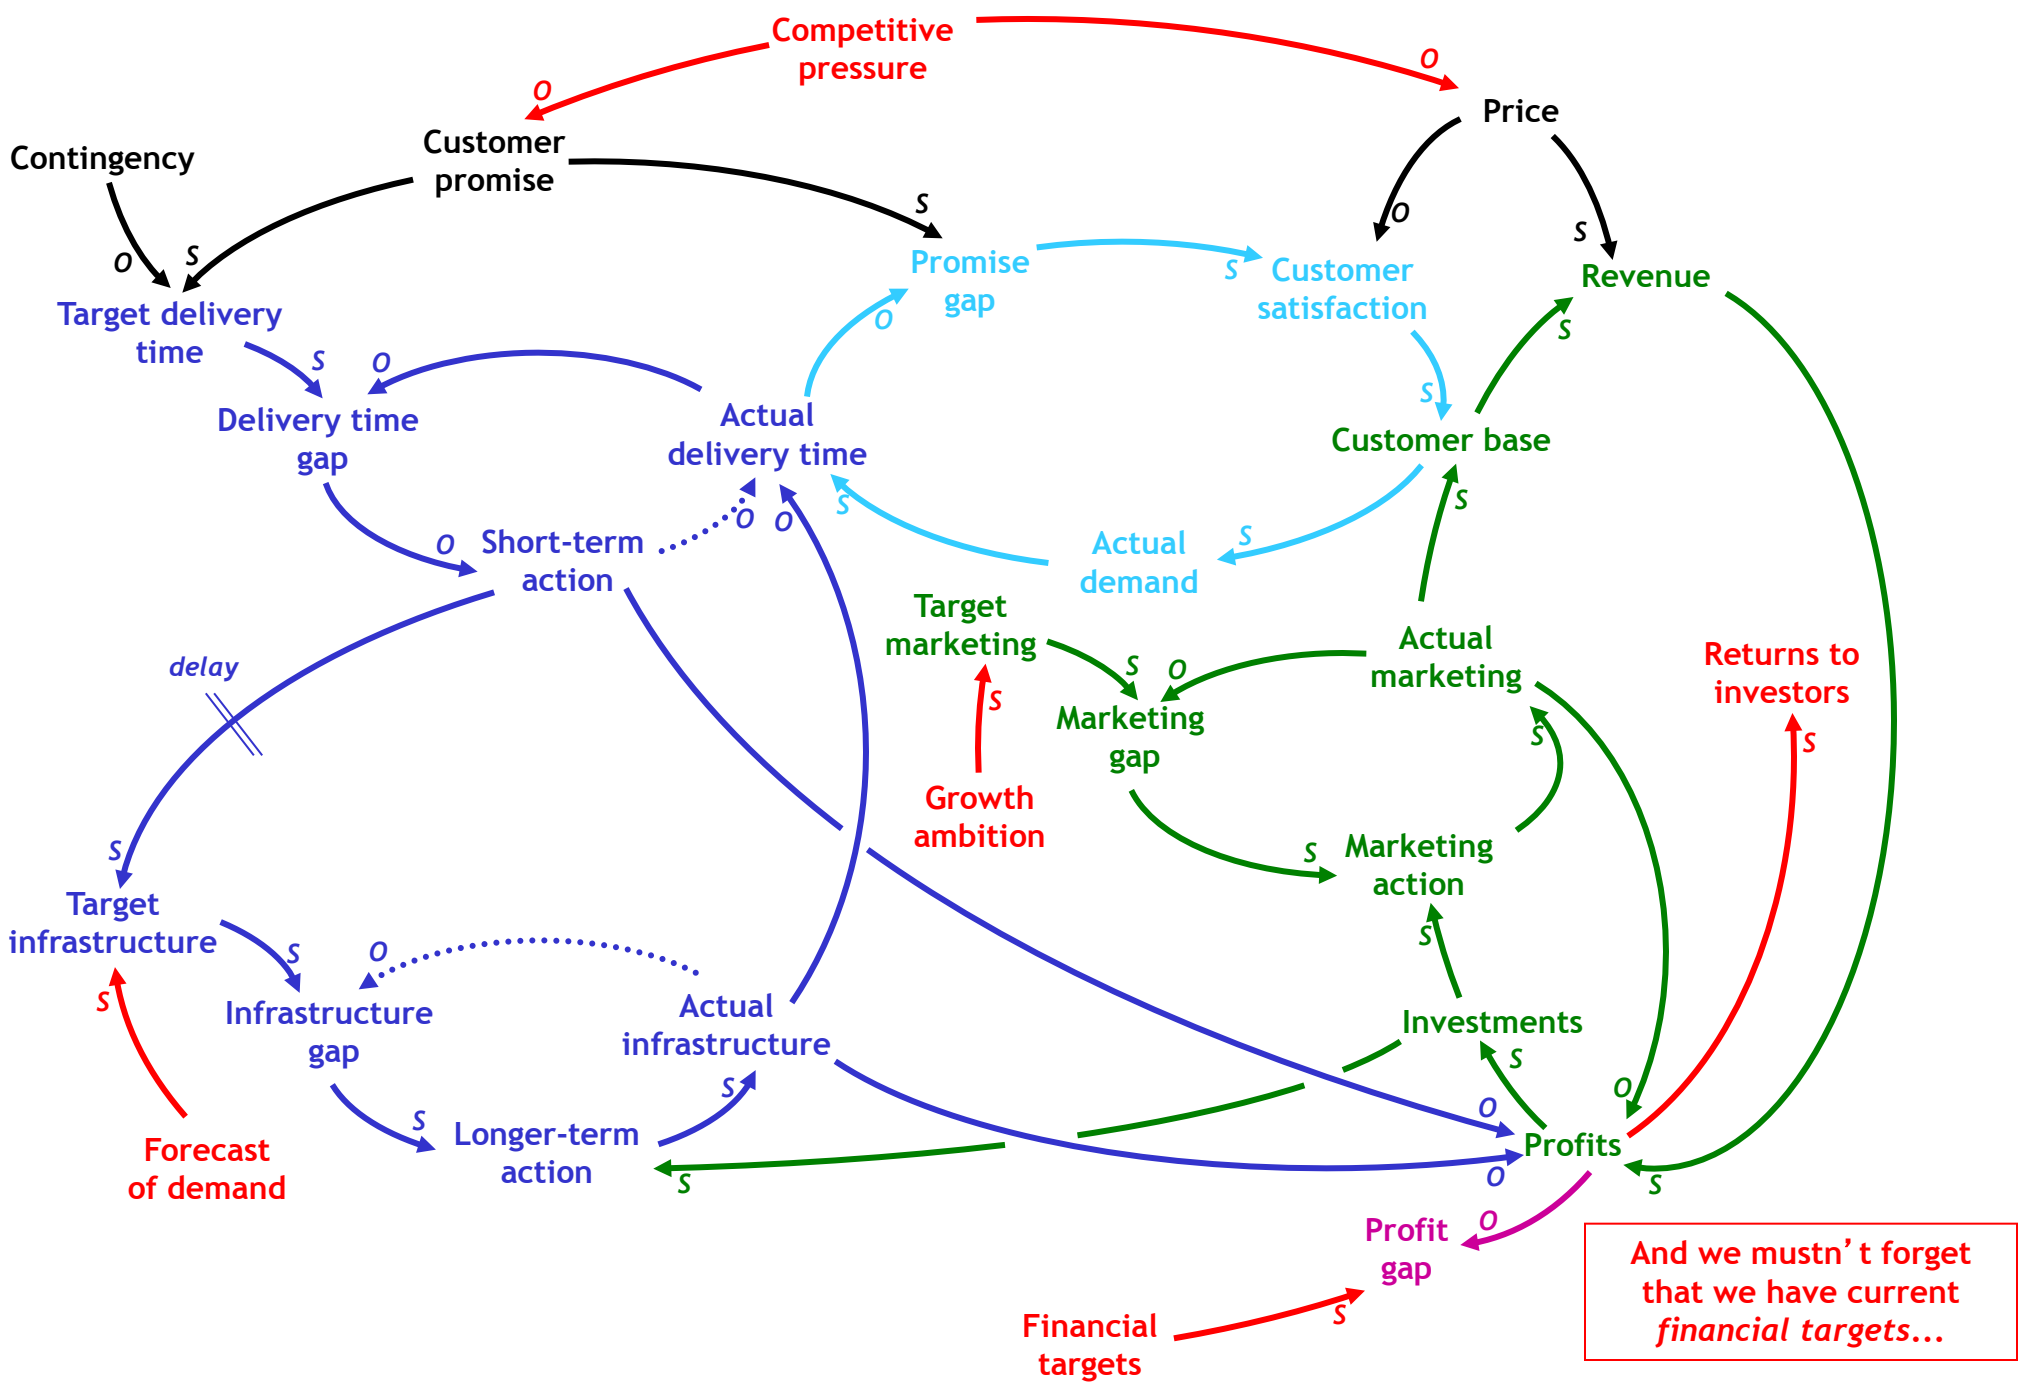 Competitive
pressure
O
O
Price
Customer
promise
Contingency
S
O
S
O
S
Promise
gap
S
Customer
satisfaction
Revenue
Target delivery
time
O
S
S
O
S
Actual
delivery time
Delivery time
gap
Customer base
S
S
S
O
O
O
Short-term
action
S
Actual
demand
Target
marketing
Actual
marketing
delay
S
O
Returns to
investors
S
Marketing
gap
S
S
Growth
ambition
S
S
Marketing
action
Target
infrastructure
S
S
O
S
Infrastructure
gap
Actual
infrastructure
Investments
S
S
O
O
S
Longer-term
action
Profits
Forecast
of demand
S
O
S
Profit
gap
O
And we mustn’t forget
that we have current
financial targets...
S
Financial
targets